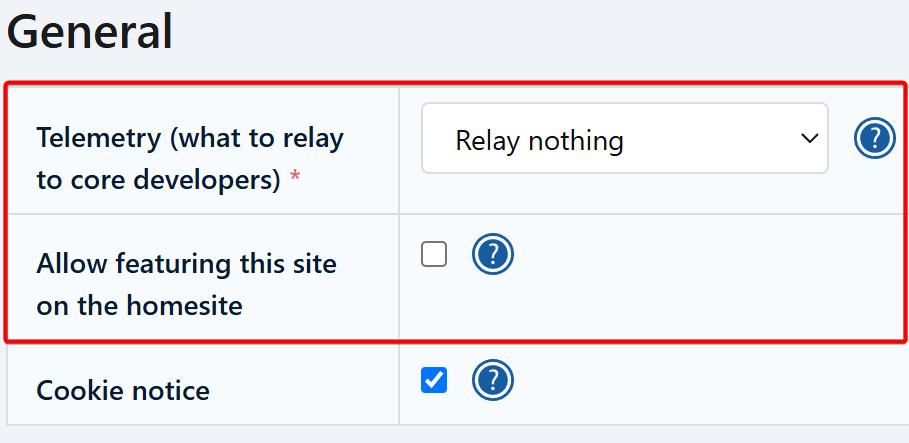 General
Telemetry (what to relay
to core developers) *
Relay nothing
?
Allow featuring this site
on the homesite
?
Cookie notice
?